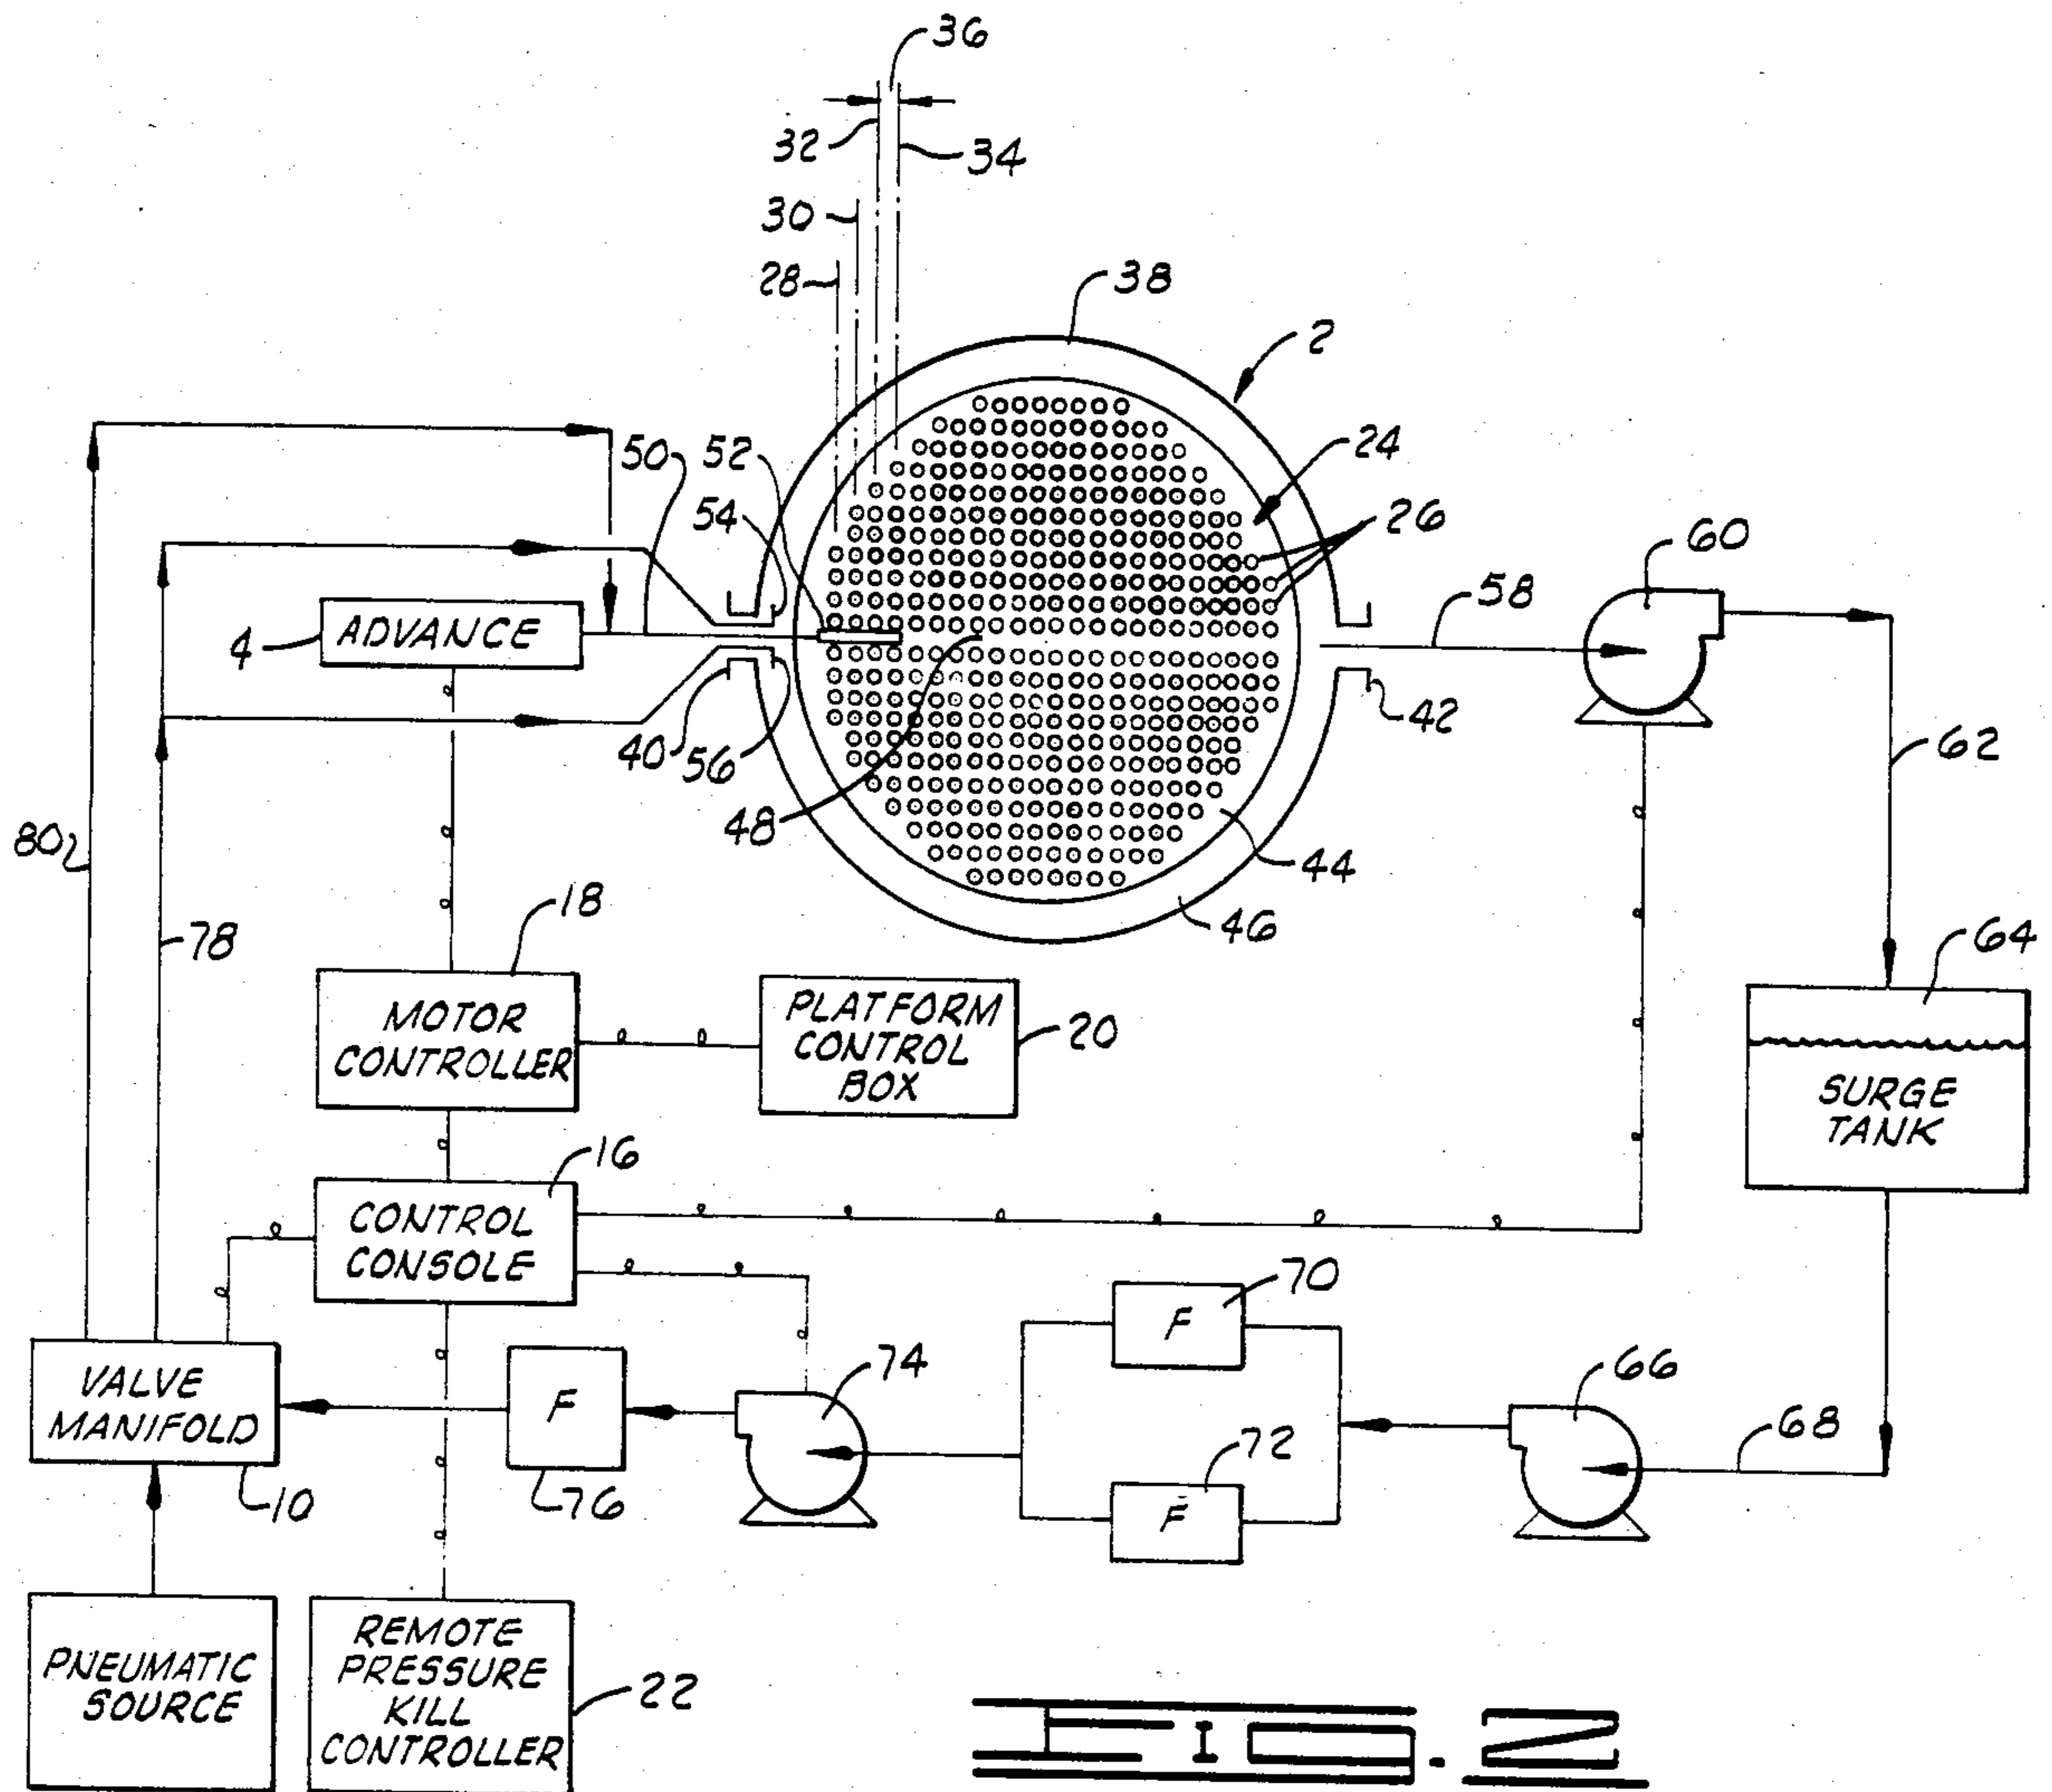 36
32
34
30
28
38
2
24
50
52
54
26
60
58
ADVANCE
4
42
40
56
62
48
80
44
46
18
64
78
MOTOR
CONTROLLER
PLATFORM
CONTROL
BOX
20
SURGE
TANK
16
CONTROL
CONSOLE
70
F
74
66
VALVE
MANIFOLD
F
72
68
10
76
F
PNEUMATIC
SOURCE
REMOTE
PRESSURE
KILL
CONTROLLER
22
FIG. 2